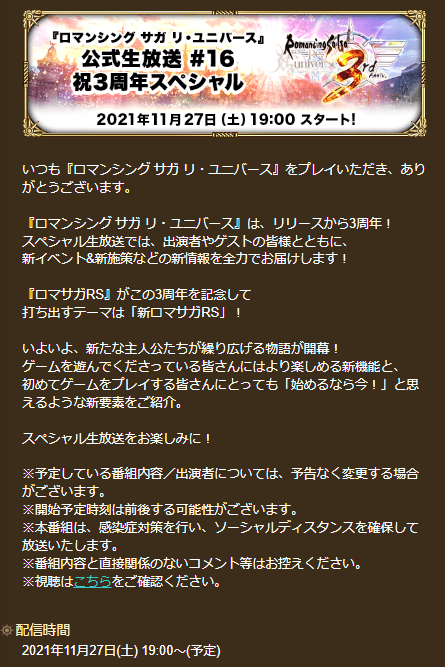 『ロマンシング サガ リ・ユニバース』
公式生放送 #16
祝3周年スペシャル
Romancing SaGa
Re;universe
3rd
Anniv.
2021年11月27日(土)19:00 スタート!
いつも『ロマンシング サガ リ・ユニバース』をプレイいただき、あり
がとうございます。
『ロマンシング サガ リ・ユニバース』は、リリースから3周年！
スペシャル生放送では、出演者やゲストの皆様とともに、
新イベント&新施策などの新情報を全力でお届けします！
『ロマサガRS』がこの3周年を記念して
打ち出すテーマは「新ロマサガRS」！
いよいよ、新たな主人公たちが繰り広げる物語が開幕！
ゲームを遊んでくださっている皆さんにはより楽しめる新機能と、
初めてゲームをプレイする皆さんにとっても「始めるなら今！」と思
えるような新要素をご紹介。
スペシャル生放送をお楽しみに！
※予定している番組内容／出演者については、予告なく変更する場合
がございます。
※開始予定時刻は前後する可能性がございます。
※本番組は、感染症対策を行い、ソーシャルディスタンスを確保して
放送いたします。
※番組内容と直接関係のないコメント等はお控えください。
※視聴はこちらをご確認ください。
配信時間
2021年11月27日(土) 19:00～(予定)